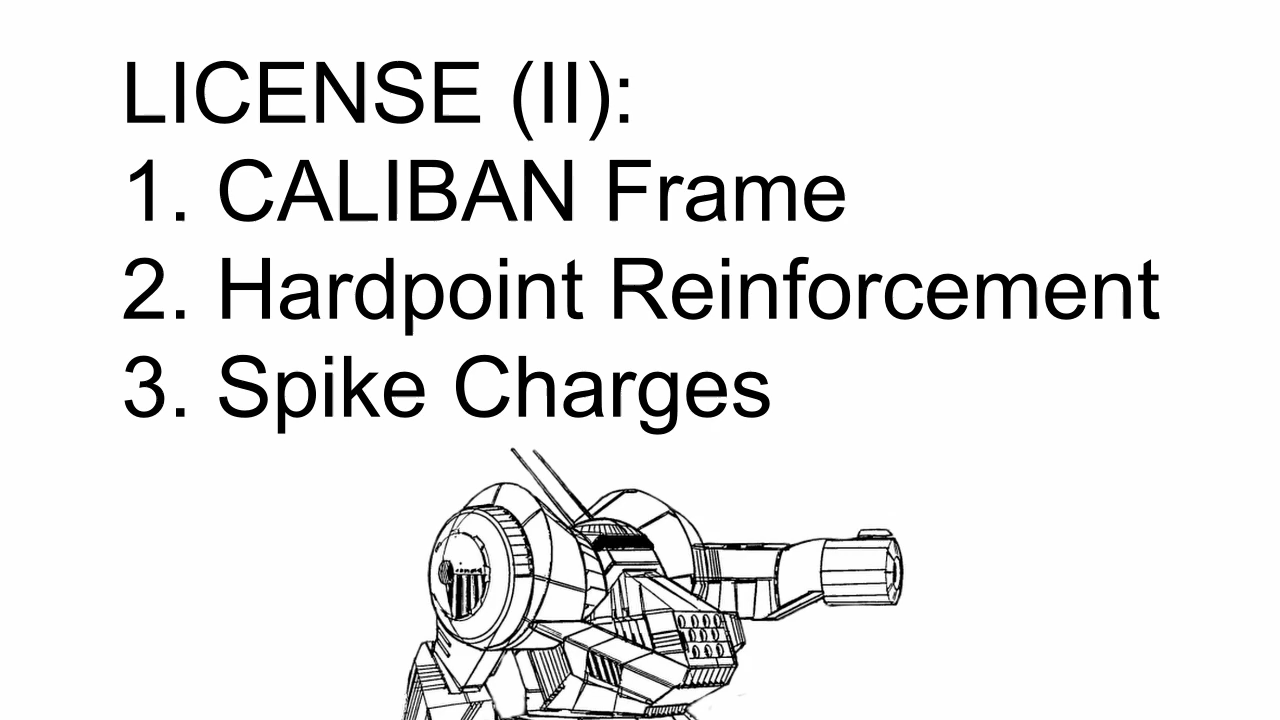 LICENSE (II):
1. CALIBAN Frame
2. Hardpoint Reinforcement
3. Spike Charges